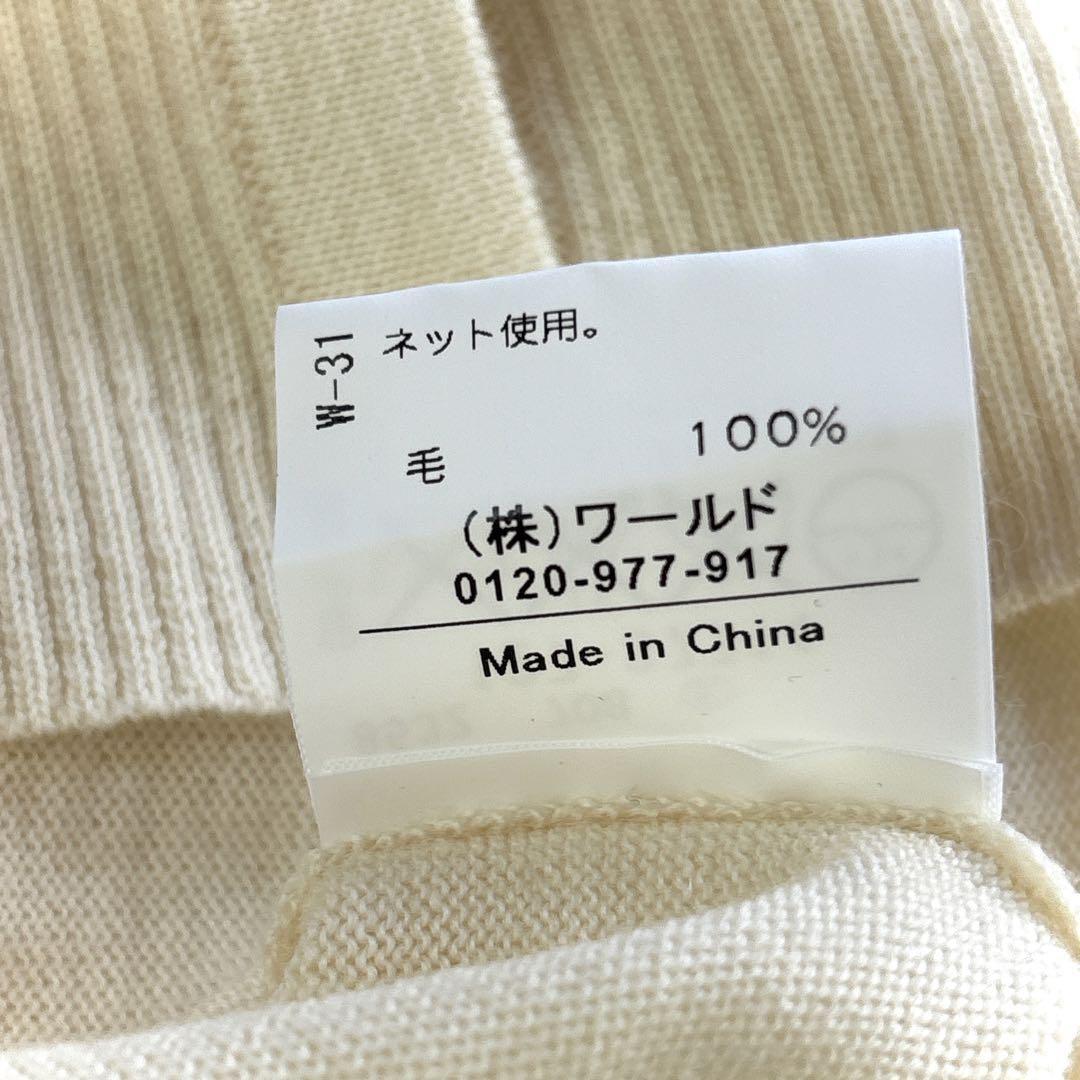 W-31
ネット使用。
毛 100%
(株)ワールド
0120-977-917
Made in China